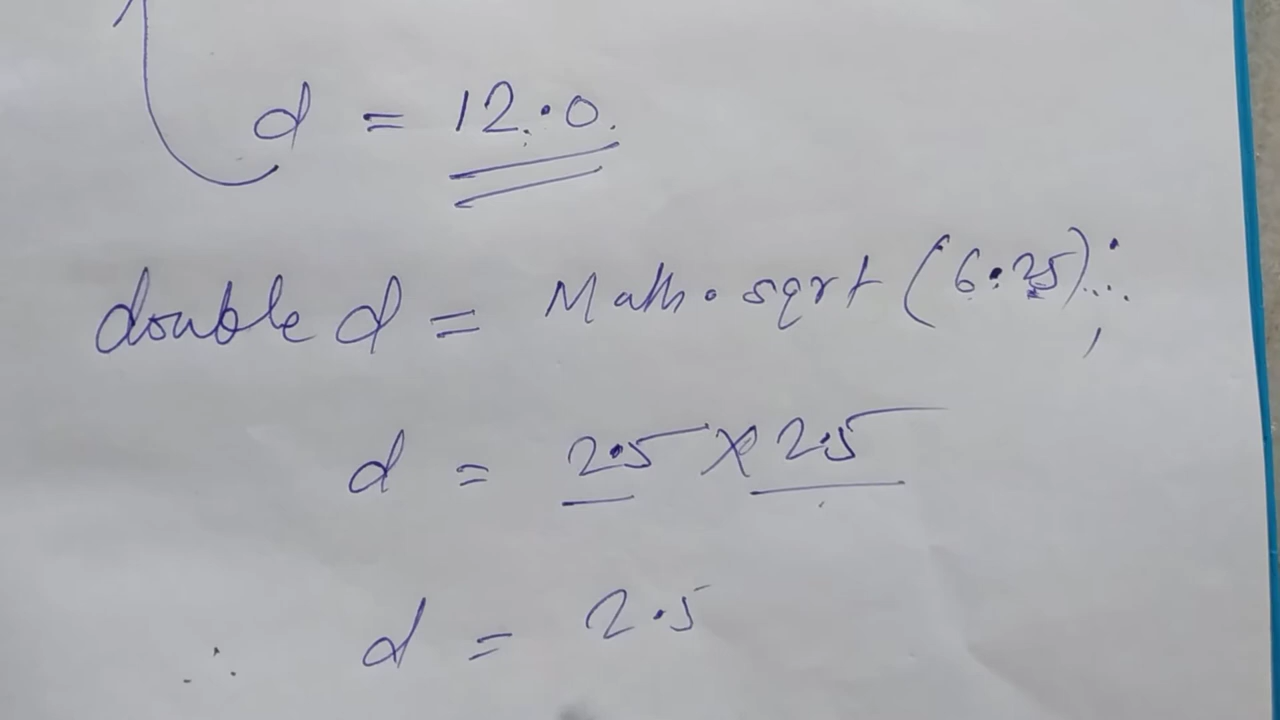 d = 12.0.
double d = Math.sqrt (6.25);
d = 2.5 x 2.5
∴ d = 2.5